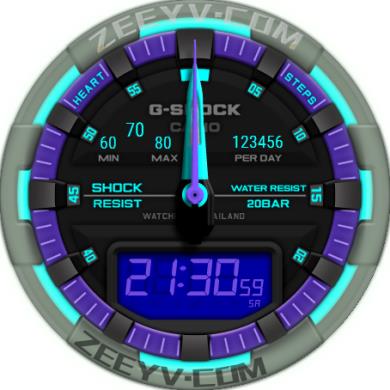 ZEEYV-COM
HEART
STEPS
55
05
G-SHOCK
CASIO
50
10
70
60
80
123456
MIN
MAX
PER DAY
45
SHOCK
WATER RESIST
15
RESIST
20BAR
40
20
21:30 59
SA
ZEEYV-COM